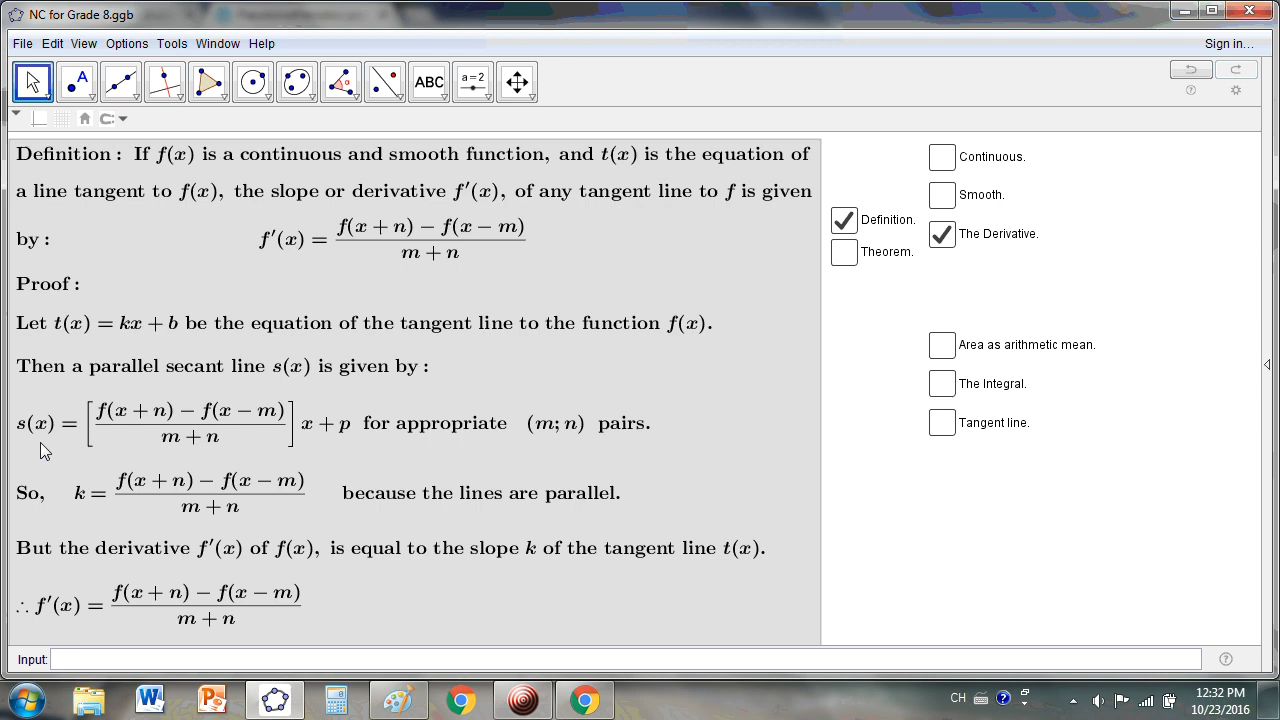 NC for Grade 8.ggb
File Edit View Options Tools Window Help
Sign in...
A
α
ABC
a=2
Definition : If f(x) is a continuous and smooth function, and t(x) is the equation of
a line tangent to f(x), the slope or derivative f'(x), of any tangent line to f is given
by : f'(x) = \frac{f(x + n) − f(x − m)}{m + n}
Proof :
Let t(x) = kx + b be the equation of the tangent line to the function f(x).
Then a parallel secant line s(x) is given by :
s(x) = [\frac{f(x + n) − f(x − m)}{m + n}] x + p for appropriate (m; n) pairs.
So, k = \frac{f(x + n) − f(x − m)}{m + n} because the lines are parallel.
But the derivative f'(x) of f(x), is equal to the slope k of the tangent line t(x).
∴ f'(x) = \frac{f(x + n) − f(x − m)}{m + n}
Continuous.
Smooth.
Definition.
The Derivative.
Theorem.
Area as arithmetic mean.
The Integral.
Tangent line.
Input:
CH
12:32 PM
10/23/2016